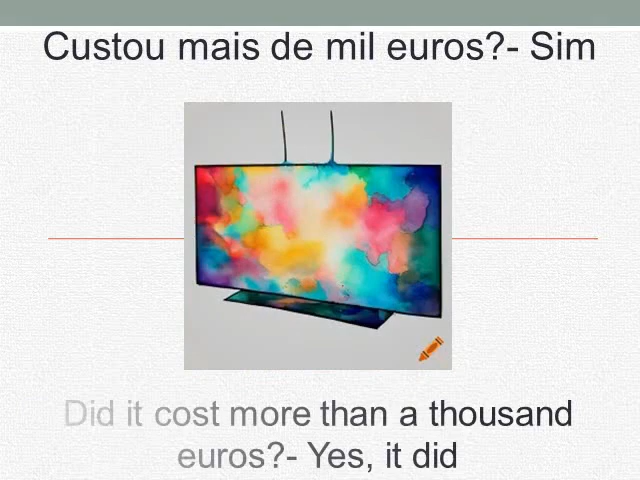 Custou mais de mil euros?- Sim
Did it cost more than a thousand
euros?- Yes, it did